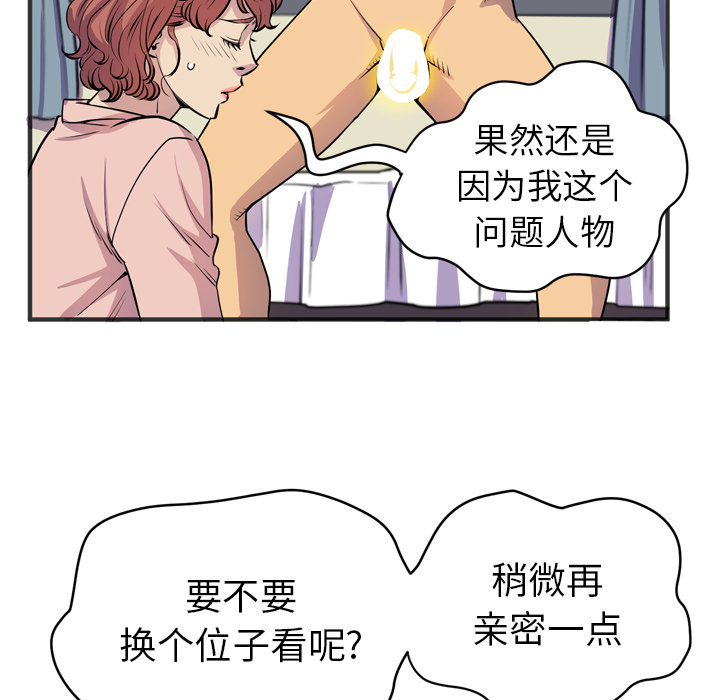 果然还是
因为我这个
问题人物
稍微再
亲密一点
要不要
换个位子看呢?